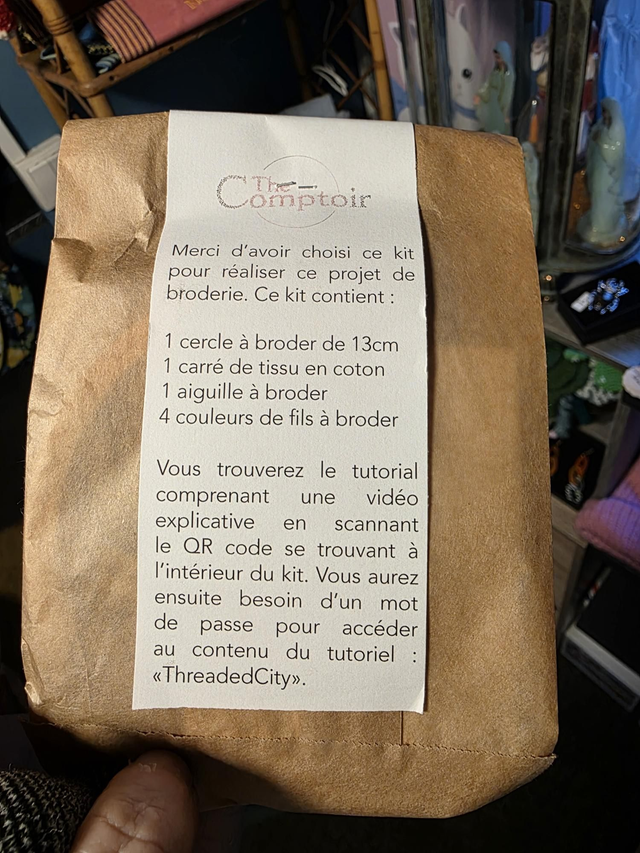 The
Comptoir
Merci d'avoir choisi ce kit
pour réaliser ce projet de
broderie. Ce kit contient :
1 cercle à broder de 13cm
1 carré de tissu en coton
1 aiguille à broder
4 couleurs de fils à broder
Vous trouverez le tutorial
comprenant une vidéo
explicative en scannant
le QR code se trouvant à
l'intérieur du kit. Vous aurez
ensuite besoin d'un mot
de passe pour accéder
au contenu du tutoriel :
«ThreadedCity».